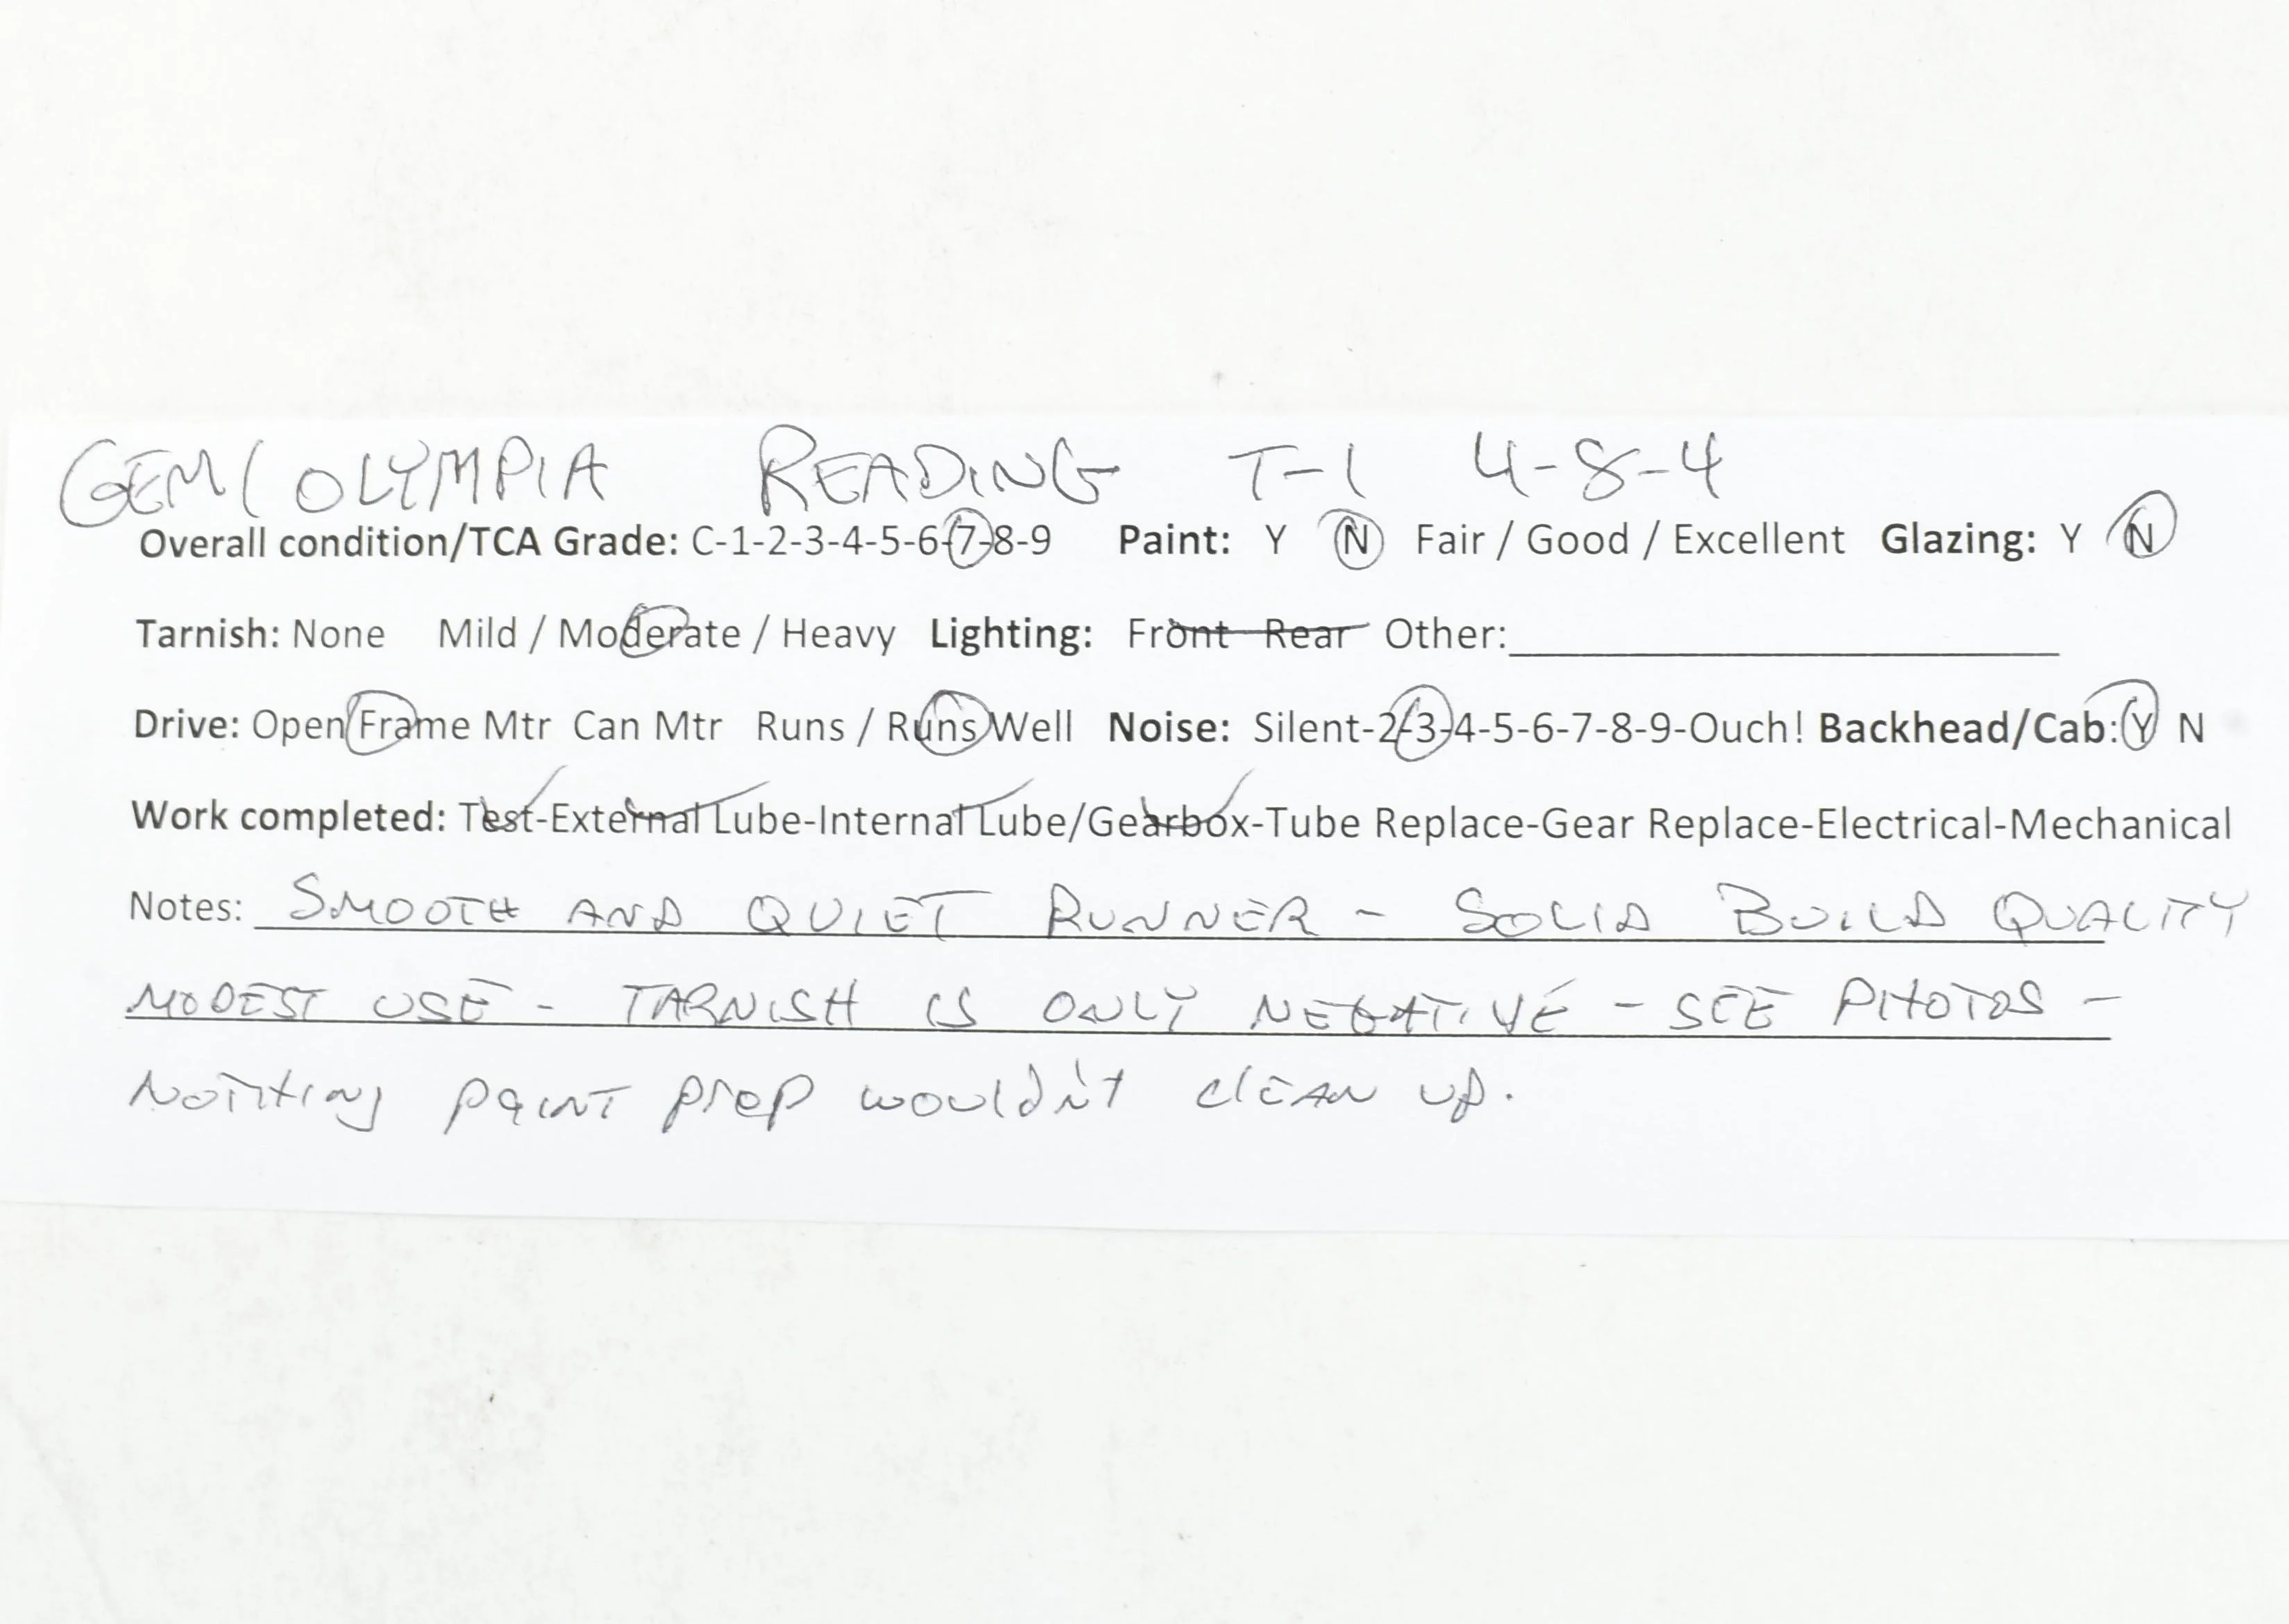 GEM/OLYMPIA READING T-1 4-8-4
Overall condition/TCA Grade: C-1-2-3-4-5-6-7-8-9 Paint: Y N Fair / Good / Excellent Glazing: Y N
Tarnish: None Mild / Moderate / Heavy Lighting: Front Rear Other:
Drive: Open Frame Mtr Can Mtr Runs / Runs Well Noise: Silent-2-3-4-5-6-7-8-9-Ouch! Backhead/Cab: Y N
Work completed: Test-External Lube-Internal Lube/Gearbox-Tube Replace-Gear Replace-Electrical-Mechanical
Notes: SMOOTH AND QUIET RUNNER - SOLID BUILD QUALITY
MODEST USE - TARNISH IS ONLY NEGATIVE - SEE PHOTOS -
NOTHING PAINT PREP WOULDN'T CLEAN UP.